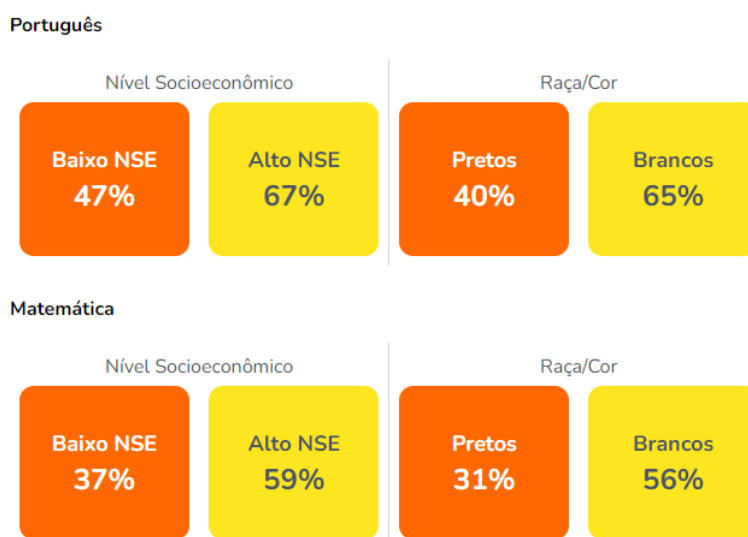 Português
Nível Socioeconômico
Raça/Cor
Baixo NSE
47%
Alto NSE
67%
Pretos
40%
Brancos
65%
Matemática
Nível Socioeconômico
Raça/Cor
Baixo NSE
37%
Alto NSE
59%
Pretos
31%
Brancos
56%